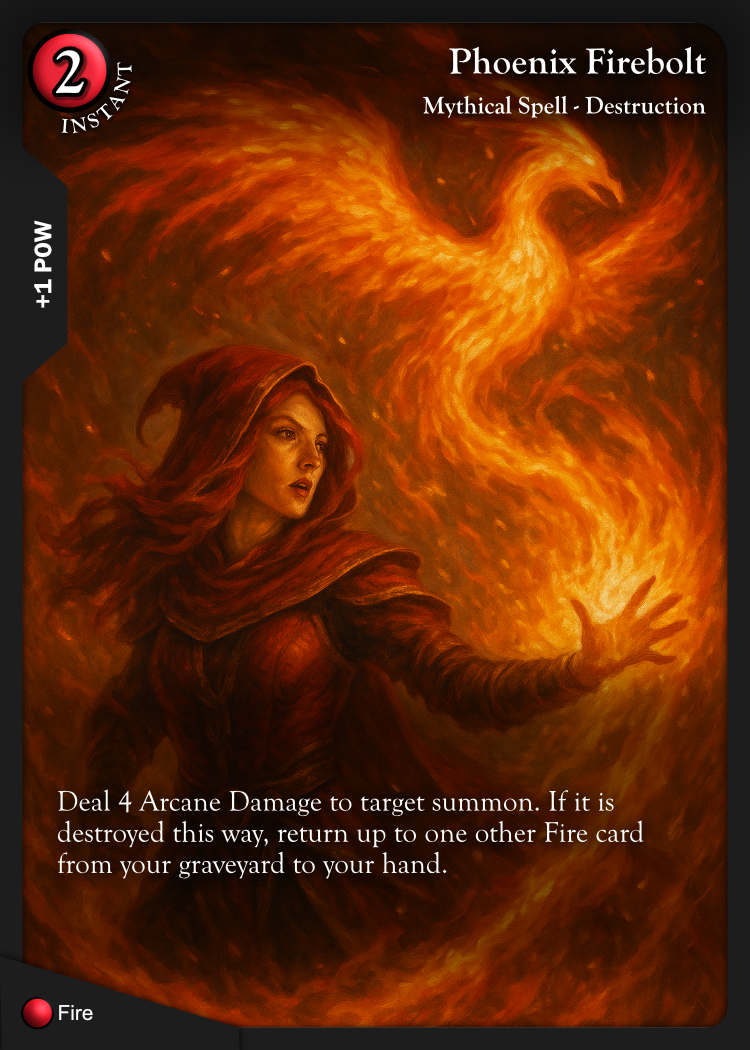 2
INSTANT
Phoenix Firebolt
Mythical Spell - Destruction
+1 POW
Deal 4 Arcane Damage to target summon. If it is
destroyed this way, return up to one other Fire card
from your graveyard to your hand.
Fire